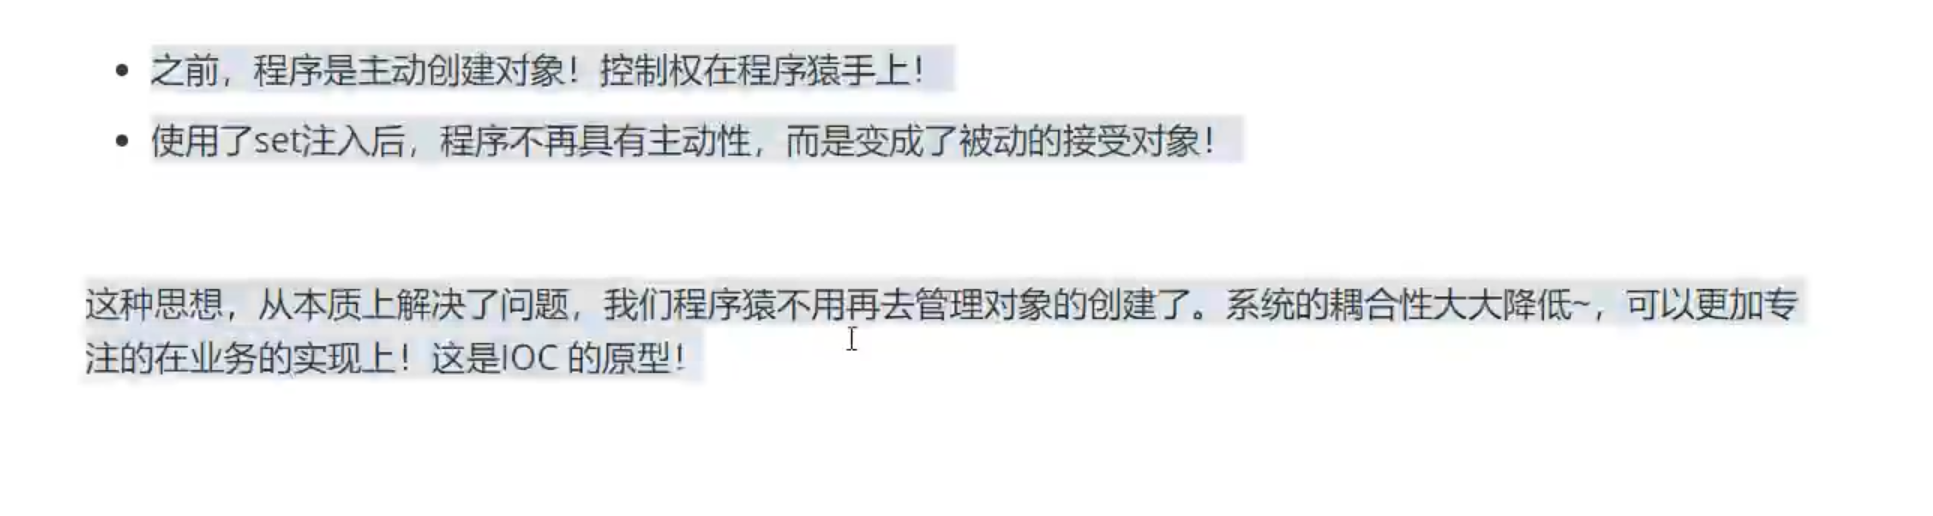 之前，程序是主动创建对象！控制权在程序猿手上！
使用了set注入后，程序不再具有主动性，而是变成了被动的接受对象！
这种思想，从本质上解决了问题，我们程序猿不用再去管理对象的创建了。系统的耦合性大大降低~，可以更加专
注的在业务的实现上！这是IOC 的原型！